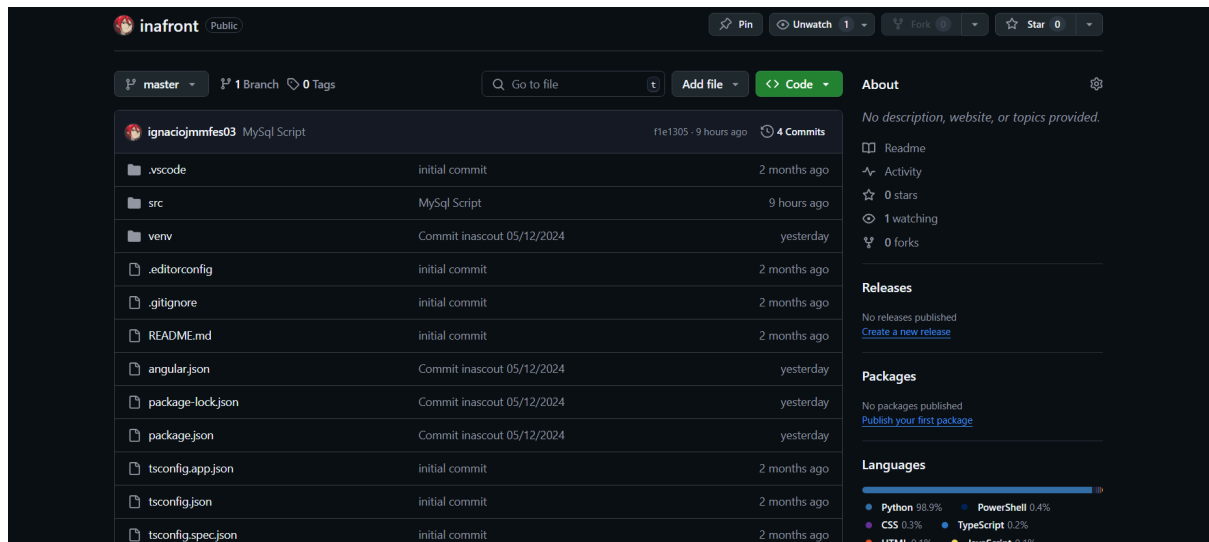 inafront Public
Pin
Unwatch 1
Fork 0
Star 0
master
1 Branch 0 Tags
Go to file t
Add file
<> Code
ignaciojmmfes03 MySql Script f1e1305 · 9 hours ago 4 Commits
.vscode initial commit 2 months ago
src MySql Script 9 hours ago
venv Commit inascout 05/12/2024 yesterday
.editorconfig initial commit 2 months ago
.gitignore initial commit 2 months ago
README.md initial commit 2 months ago
angular.json Commit inascout 05/12/2024 yesterday
package-lock.json Commit inascout 05/12/2024 yesterday
package.json Commit inascout 05/12/2024 yesterday
tsconfig.app.json initial commit 2 months ago
tsconfig.json initial commit 2 months ago
tsconfig.spec.json initial commit 2 months ago
About
No description, website, or topics provided.
Readme
Activity
0 stars
1 watching
0 forks
Releases
No releases published
Create a new release
Packages
No packages published
Publish your first package
Languages
Python 98.9% PowerShell 0.4%
CSS 0.3% TypeScript 0.2%
HTML 0.1% JavaScript 0.1%